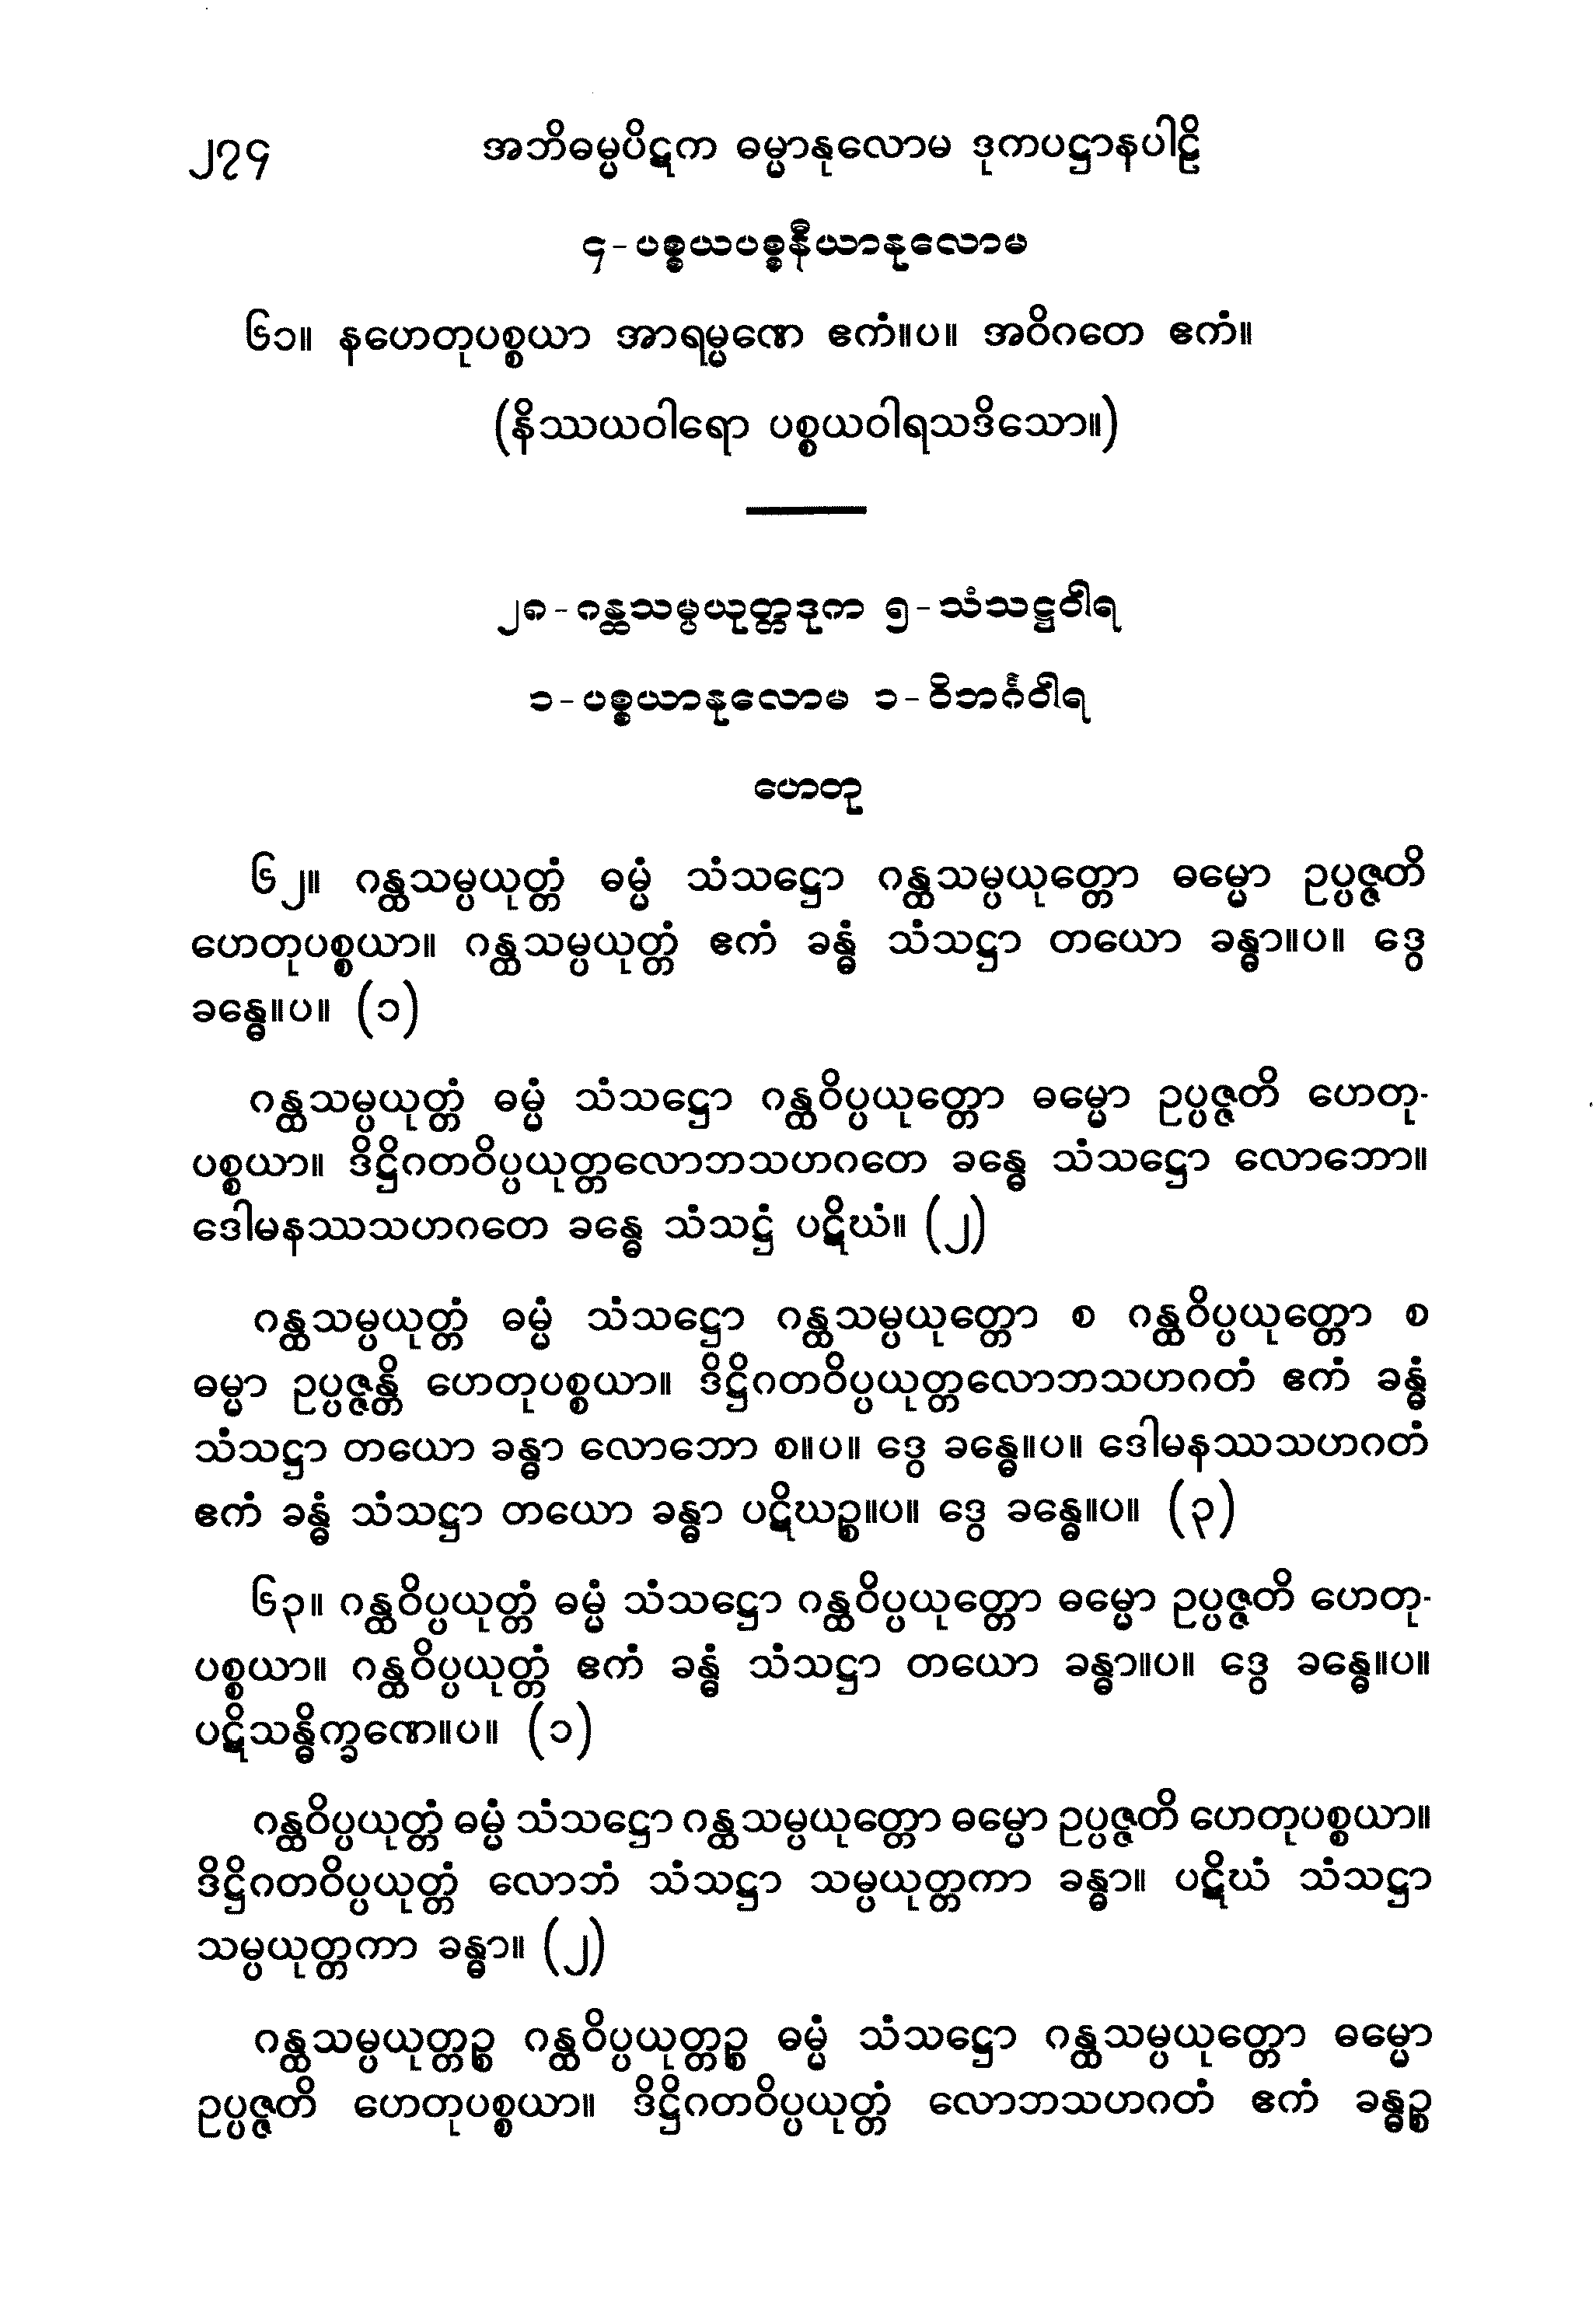 ၂၇၄ အဘိဓမ္မပိဋက ဓမ္မာနုလောမ ဒုကပဋ္ဌာနပါဠိ
၄-ပစ္စယပစ္စနီယာနုလောမ
၆၁။ နဟေတုပစ္စယာ အာရမ္မဏေ ဧကံ။ပ။ အဝိဂတေ ဧကံ။
(နိဿယဝါရော ပစ္စယဝါရသဒိသော။)
၂၈-ဂန္ထသမ္ပယုတ္တဒုက ၅-သံသဋ္ဌဝါရ
၁-ပစ္စယာနုလောမ ၁-ဝိဘင်္ဂဝါရ
ဟေတု
၆၂။ ဂန္ထသမ္ပယုတ္တံ ဓမ္မံ သံသဋ္ဌော ဂန္ထသမ္ပယုတ္တော ဓမ္မော ဥပ္ပဇ္ဇတိ
ဟေတုပစ္စယာ။ ဂန္ထသမ္ပယုတ္တံ ဧကံ ခန္ဓံ သံသဋ္ဌာ တယော ခန္ဓာ။ပ။ ဒွေ
ခန္ဓေ။ပ။ (၁)
ဂန္ထသမ္ပယုတ္တံ ဓမ္မံ သံသဋ္ဌော ဂန္ထဝိပ္ပယုတ္တော ဓမ္မော ဥပ္ပဇ္ဇတိ ဟေတု-
ပစ္စယာ။ ဒိဋ္ဌိဂတဝိပ္ပယုတ္တလောဘသဟဂတေ ခန္ဓေ သံသဋ္ဌော လောဘော။
ဒေါမနဿသဟဂတေ ခန္ဓေ သံသဋ္ဌံ ပဋိဃံ။ (၂)
ဂန္ထသမ္ပယုတ္တံ ဓမ္မံ သံသဋ္ဌော ဂန္ထသမ္ပယုတ္တော စ ဂန္ထဝိပ္ပယုတ္တော စ
ဓမ္မာ ဥပ္ပဇ္ဇန္တိ ဟေတုပစ္စယာ။ ဒိဋ္ဌိဂတဝိပ္ပယုတ္တလောဘသဟဂတံ ဧကံ ခန္ဓံ
သံသဋ္ဌာ တယော ခန္ဓာ လောဘော စ။ပ။ ဒွေ ခန္ဓေ။ပ။ ဒေါမနဿသဟဂတံ
ဧကံ ခန္ဓံ သံသဋ္ဌာ တယော ခန္ဓာ ပဋိဃဉ္စ။ပ။ ဒွေ ခန္ဓေ။ပ။ (၃)
၆၃။ ဂန္ထဝိပ္ပယုတ္တံ ဓမ္မံ သံသဋ္ဌော ဂန္ထဝိပ္ပယုတ္တော ဓမ္မော ဥပ္ပဇ္ဇတိ ဟေတု-
ပစ္စယာ။ ဂန္ထဝိပ္ပယုတ္တံ ဧကံ ခန္ဓံ သံသဋ္ဌာ တယော ခန္ဓာ။ပ။ ဒွေ ခန္ဓေ။ပ။
ပဋိသန္ဓိက္ခဏေ။ပ။ (၁)
ဂန္ထဝိပ္ပယုတ္တံ ဓမ္မံ သံသဋ္ဌော ဂန္ထသမ္ပယုတ္တော ဓမ္မော ဥပ္ပဇ္ဇတိ ဟေတုပစ္စယာ။
ဒိဋ္ဌိဂတဝိပ္ပယုတ္တံ လောဘံ သံသဋ္ဌာ သမ္ပယုတ္တကာ ခန္ဓာ။ ပဋိဃံ သံသဋ္ဌာ
သမ္ပယုတ္တကာ ခန္ဓာ။ (၂)
ဂန္ထသမ္ပယုတ္တဉ္စ ဂန္ထဝိပ္ပယုတ္တဉ္စ ဓမ္မံ သံသဋ္ဌော ဂန္ထသမ္ပယုတ္တော ဓမ္မော
ဥပ္ပဇ္ဇတိ ဟေတုပစ္စယာ။ ဒိဋ္ဌိဂတဝိပ္ပယုတ္တံ လောဘသဟဂတံ ဧကံ ခန္ဓဉ္စ